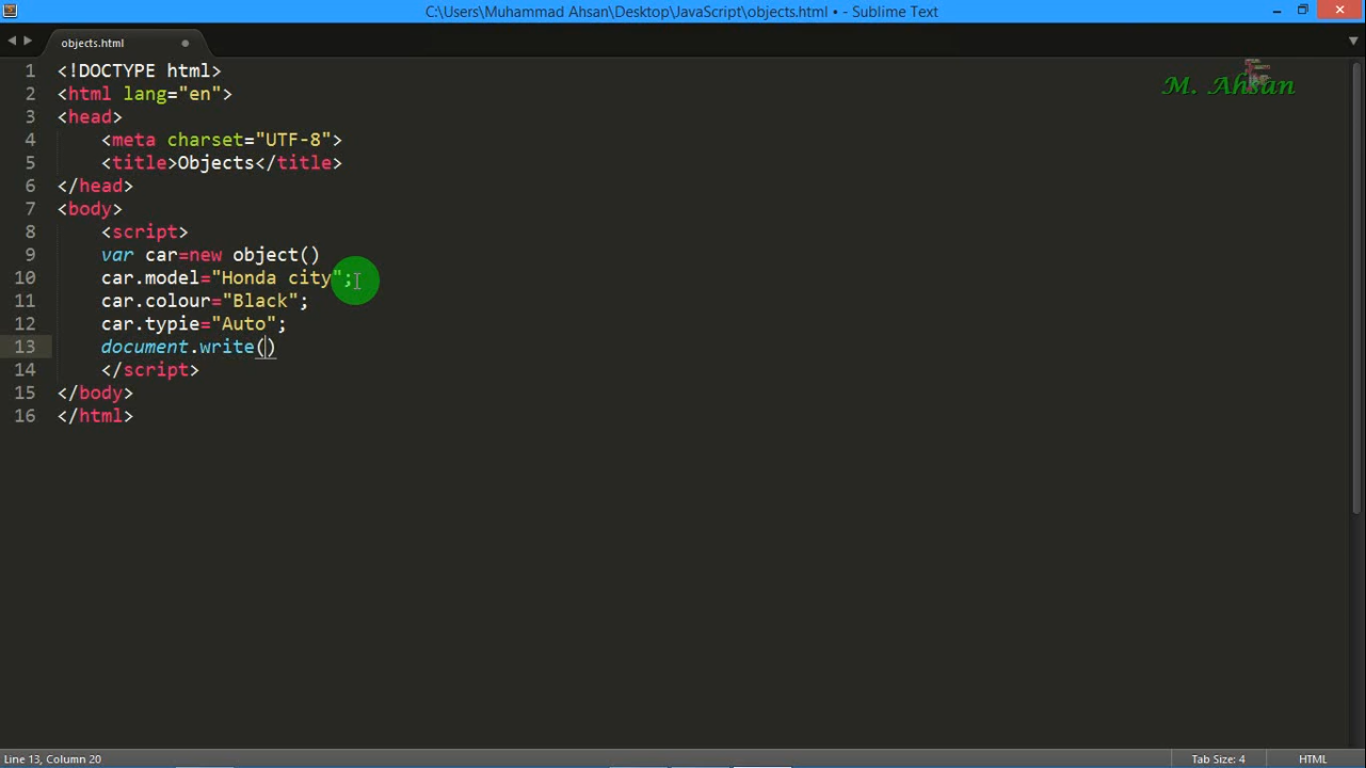 C:\Users\Muhammad Ahsan\Desktop\JavaScript\objects.html • - Sublime Text
objects.html
M. Ahsan
1 <!DOCTYPE html>
2 <html lang="en">
3 <head>
4 <meta charset="UTF-8">
5 <title>Objects</title>
6 </head>
7 <body>
8 <script>
9 var car=new object()
10 car.model="Honda city";
11 car.colour="Black";
12 car.typie="Auto";
13 document.write()
14 </script>
15 </body>
16 </html>
Line 13, Column 20
Tab Size: 4
HTML